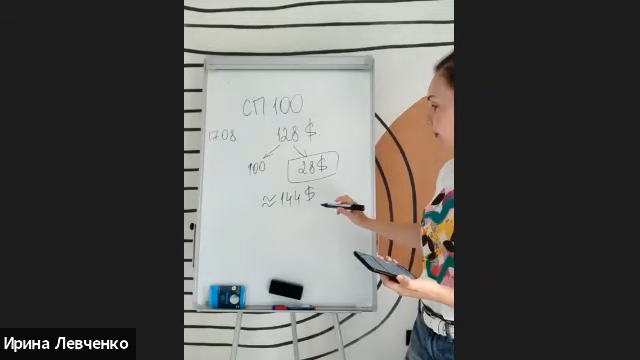 СП 100
17.08. 128 $
100 28$
≈ 144 $
Ирина Левченко